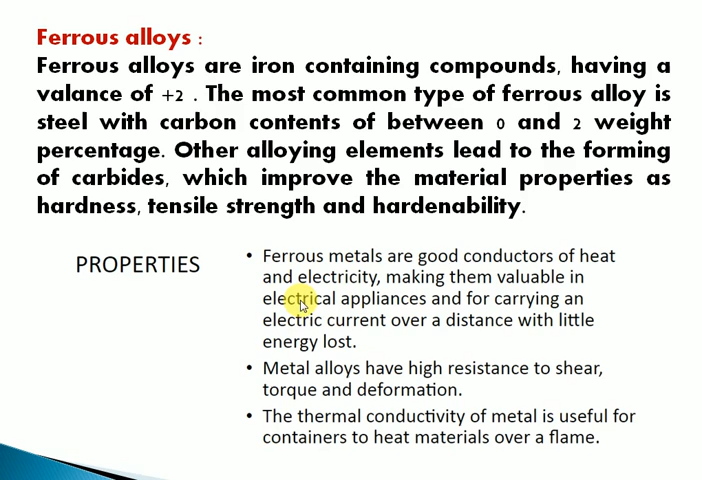 Ferrous alloys :
Ferrous alloys are iron containing compounds, having a
valance of +2 . The most common type of ferrous alloy is
steel with carbon contents of between 0 and 2 weight
percentage. Other alloying elements lead to the forming
of carbides, which improve the material properties as
hardness, tensile strength and hardenability.
PROPERTIES
• Ferrous metals are good conductors of heat
and electricity, making them valuable in
electrical appliances and for carrying an
electric current over a distance with little
energy lost.
• Metal alloys have high resistance to shear,
torque and deformation.
• The thermal conductivity of metal is useful for
containers to heat materials over a flame.